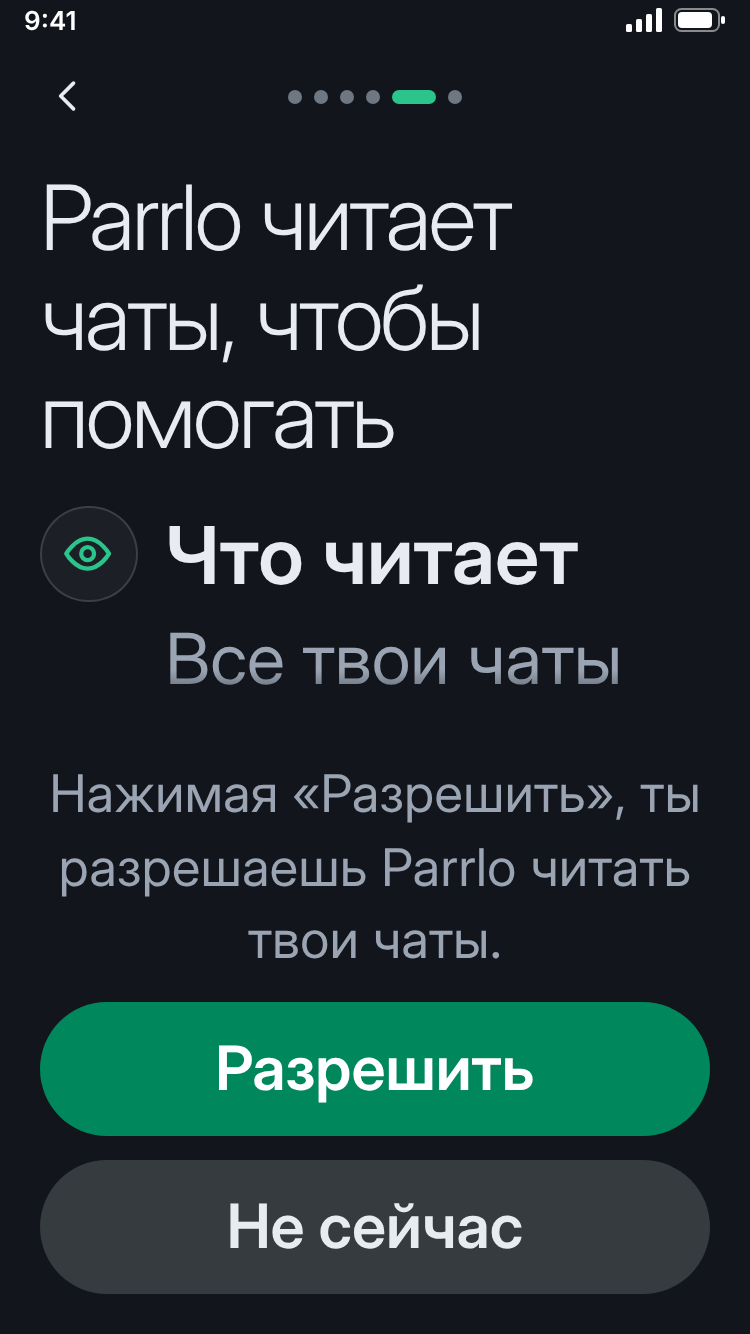 9:41
Parrlo читает
чаты, чтобы
помогать
Что читает
Все твои чаты
Нажимая «Разрешить», ты
разрешаешь Parrlo читать
твои чаты.
Разрешить
Не сейчас